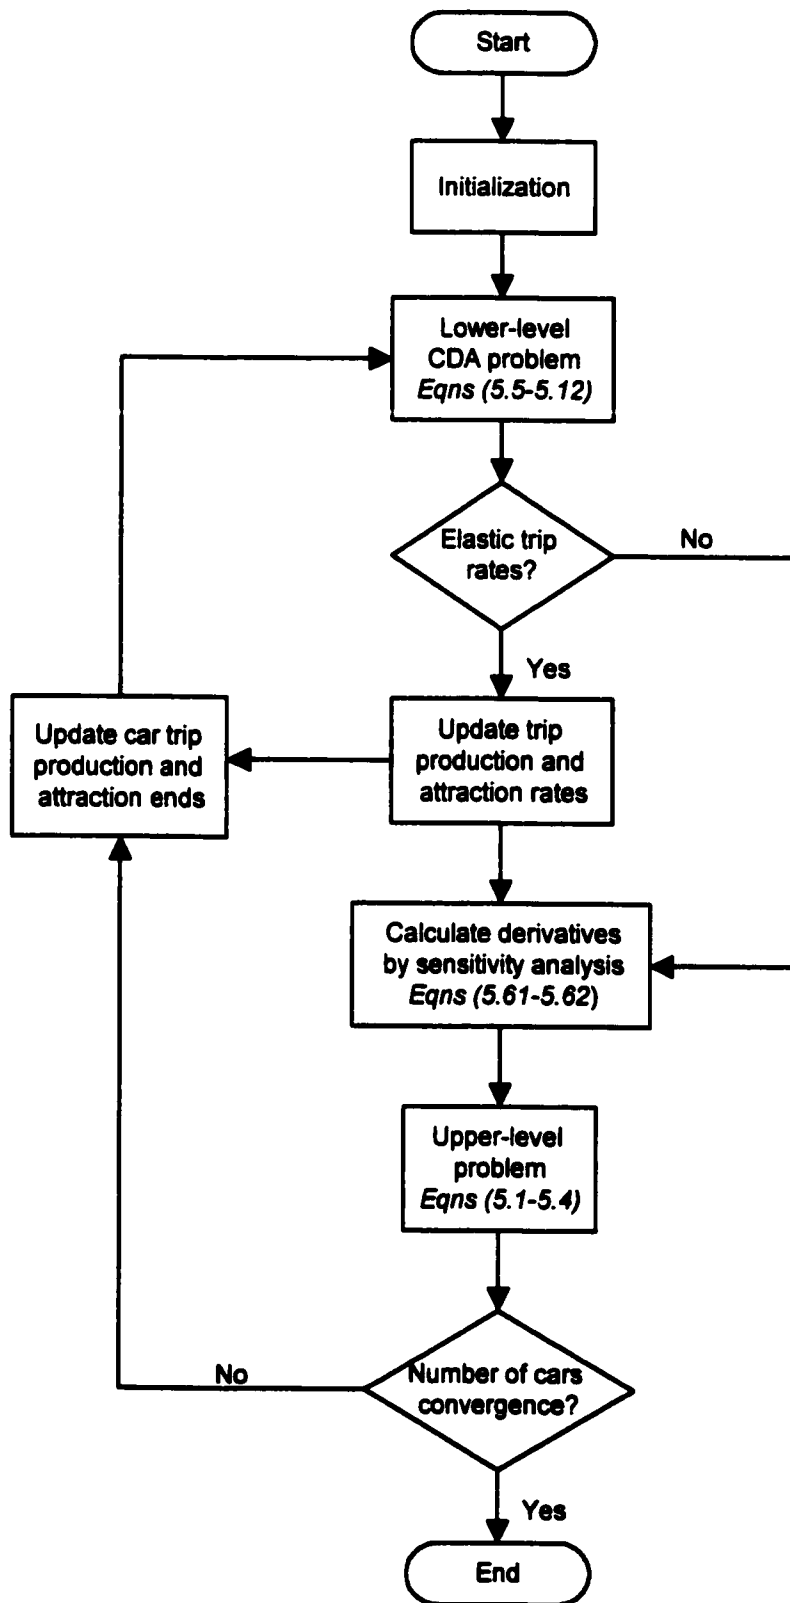 Start
Initialization
Lower-level
CDA problem
Eqns (5.5-5.12)
Elastic trip
rates?
No
Yes
Update car trip
production and
attraction ends
Update trip
production and
attraction rates
Calculate derivatives
by sensitivity analysis
Eqns (5.61-5.62)
Upper-level
problem
Eqns (5.1-5.4)
No
Number of cars
convergence?
Yes
End